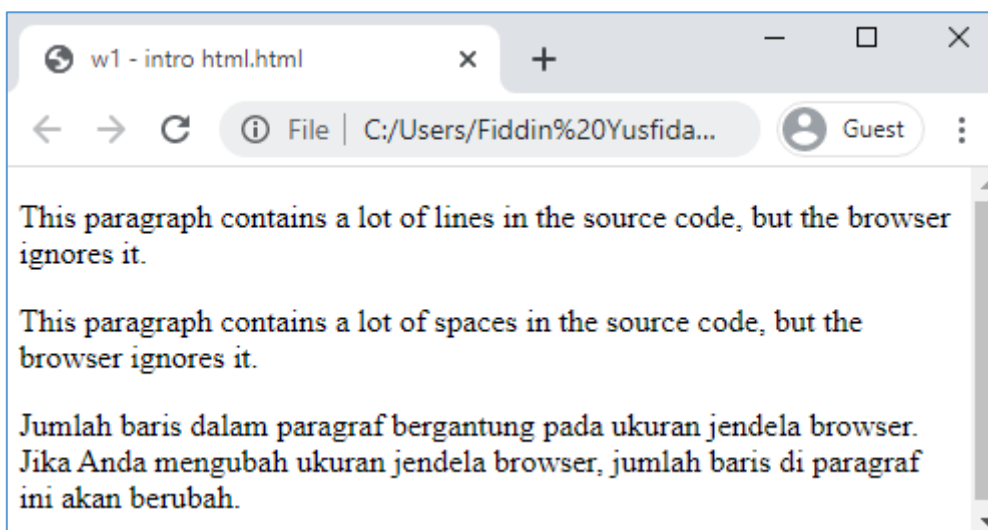 w1 - intro html.html
File | C:/Users/Fiddin%20Yusfida...
Guest
This paragraph contains a lot of lines in the source code, but the browser
ignores it.
This paragraph contains a lot of spaces in the source code, but the
browser ignores it.
Jumlah baris dalam paragraf bergantung pada ukuran jendela browser.
Jika Anda mengubah ukuran jendela browser, jumlah baris di paragraf
ini akan berubah.